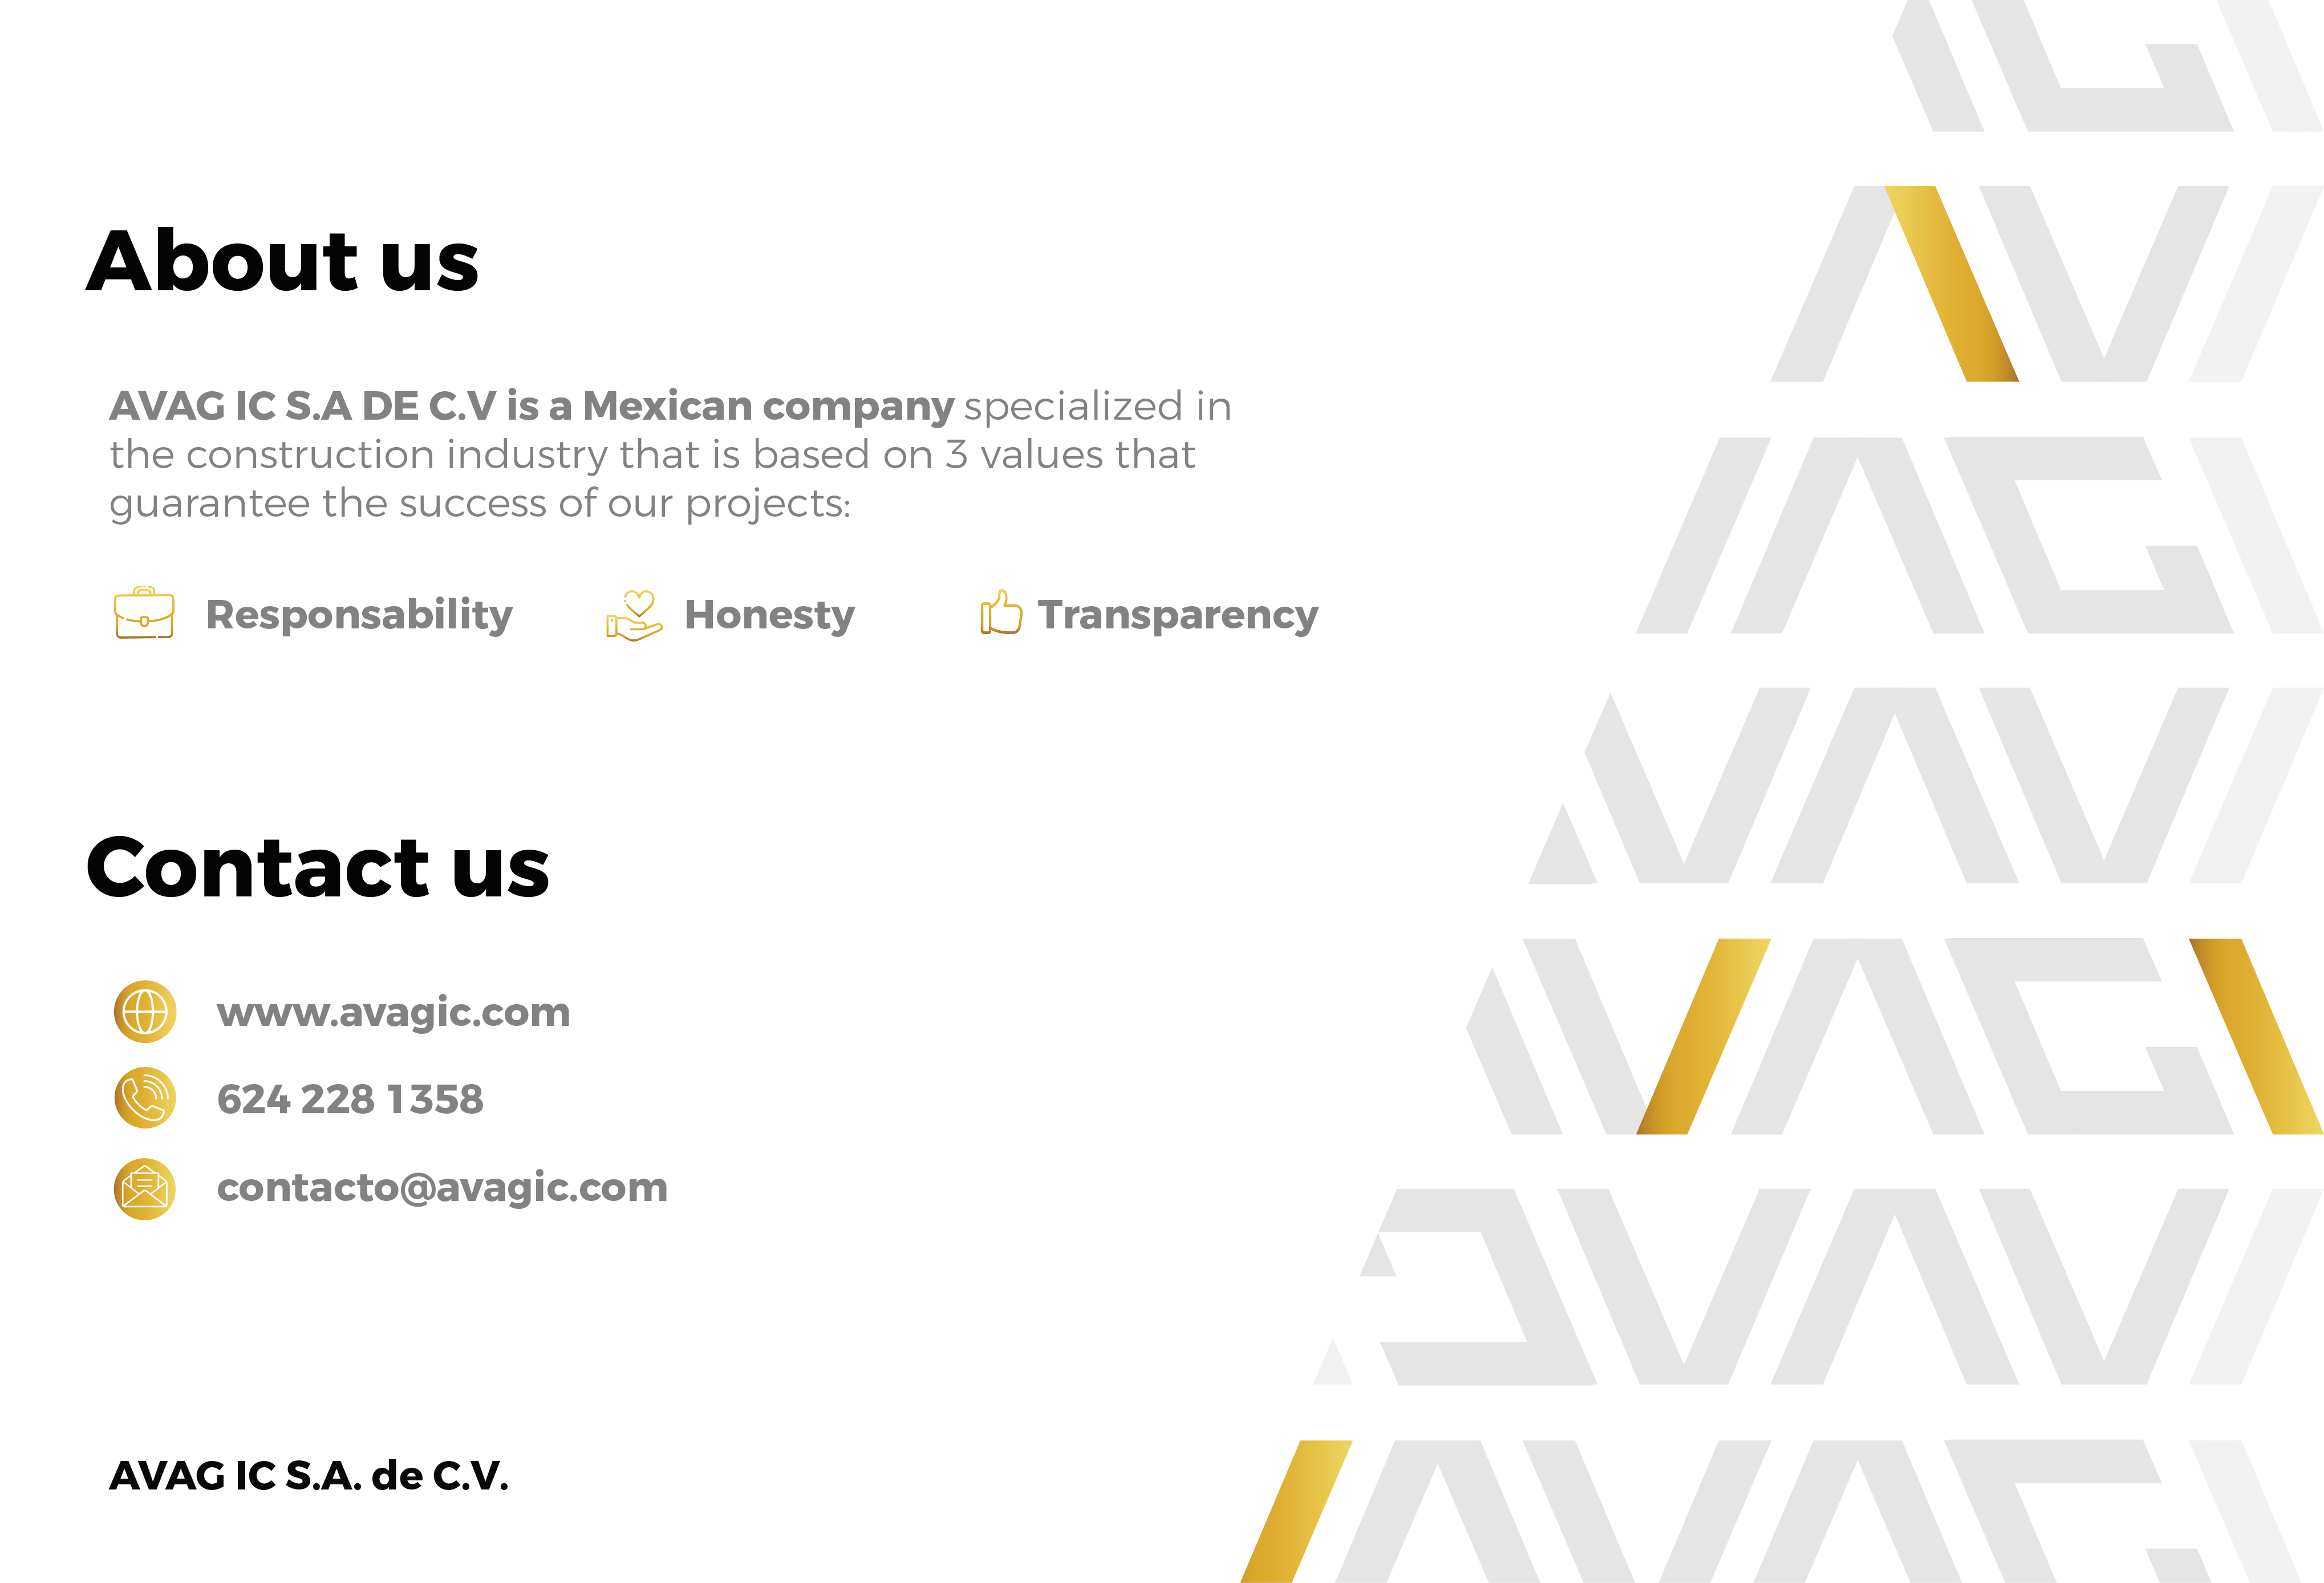 About us
AVAG IC S.A DE C.V is a Mexican company specialized in
the construction industry that is based on 3 values that
guarantee the success of our projects:
Responsability
Honesty
Transparency
Contact us
www.avagic.com
624 228 1 358
contacto@avagic.com
AVAG IC S.A. de C.V.